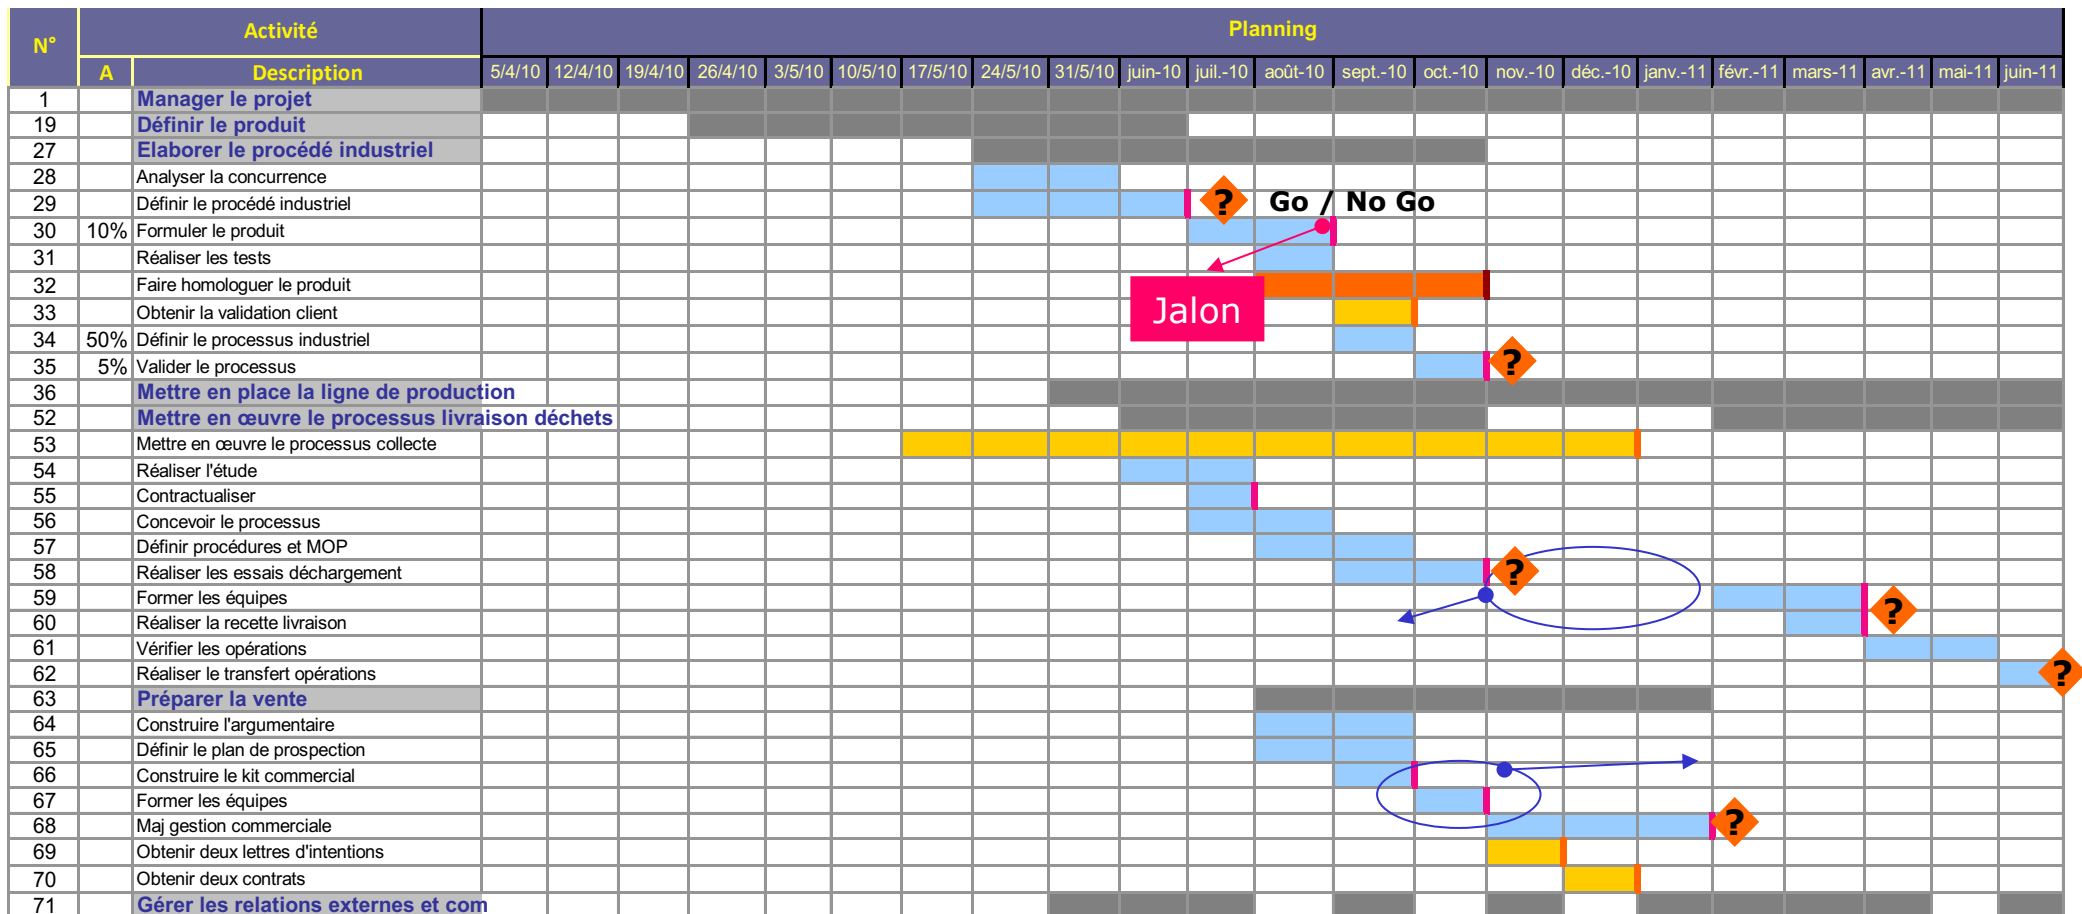 N° Activité Planning
A Description 5/4/10 12/4/10 19/4/10 26/4/10 3/5/10 10/5/10 17/5/10 24/5/10 31/5/10 juin-10 juil.-10 août-10 sept.-10 oct.-10 nov.-10 déc.-10 janv.-11 févr.-11 mars-11 avr.-11 mai-11 juin-11
1 Manager le projet
19 Définir le produit
27 Elaborer le procédé industriel
28 Analyser la concurrence
29 Définir le procédé industriel ? Go / No Go
30 10% Formuler le produit
31 Réaliser les tests
32 Faire homologuer le produit
Jalon
33 Obtenir la validation client
34 50% Définir le processus industriel
35 5% Valider le processus ?
36 Mettre en place la ligne de production
52 Mettre en œuvre le processus livraison déchets
53 Mettre en œuvre le processus collecte
54 Réaliser l'étude
55 Contractualiser
56 Concevoir le processus
57 Définir procédures et MOP
58 Réaliser les essais déchargement ?
59 Former les équipes ?
60 Réaliser la recette livraison
61 Vérifier les opérations
62 Réaliser le transfert opérations ?
63 Préparer la vente
64 Construire l'argumentaire
65 Définir le plan de prospection
66 Construire le kit commercial
67 Former les équipes
68 Maj gestion commerciale ?
69 Obtenir deux lettres d'intentions
70 Obtenir deux contrats
71 Gérer les relations externes et com